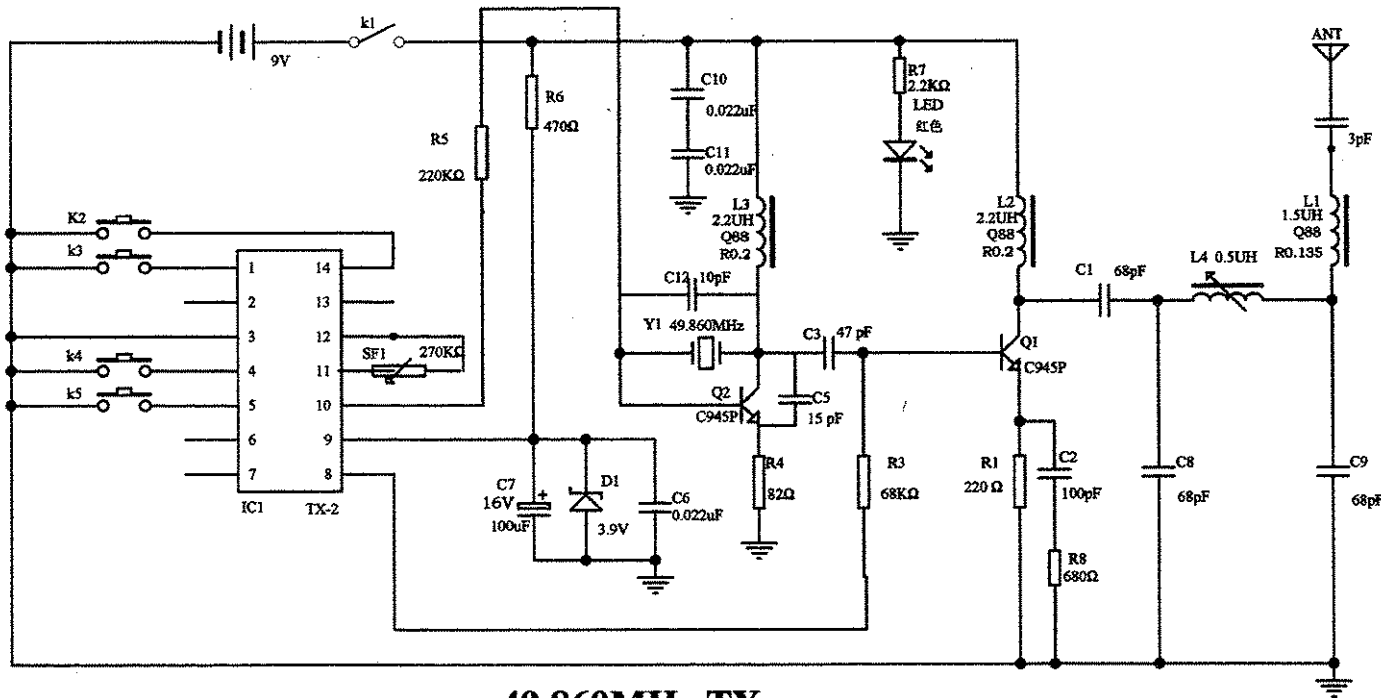 k1
9V
ANT
C10
0.022uF
R7
2.2KΩ
LED
红色
R6
470Ω
R5
220KΩ
C11
0.022uF
3pF
L3
2.2UH
Q88
R0.2
L2
2.2UH
Q88
R0.2
L1
1.5UH
Q88
R0.135
K2
k3
1
14
2
13
3
12
4
11
5
10
6
9
7
8
IC1
TX-2
k4
k5
SF1
270KΩ
C12
10pF
Y1
49.860MHz
C3
47 pF
C1
68pF
L4 0.5UH
Q1
C945P
Q2
C945P
C5
15 pF
R4
82Ω
R3
68KΩ
R1
220 Ω
C2
100pF
C8
68pF
C9
68pF
C7
16V
+
100uF
D1
3.9V
C6
0.022uF
R8
680Ω